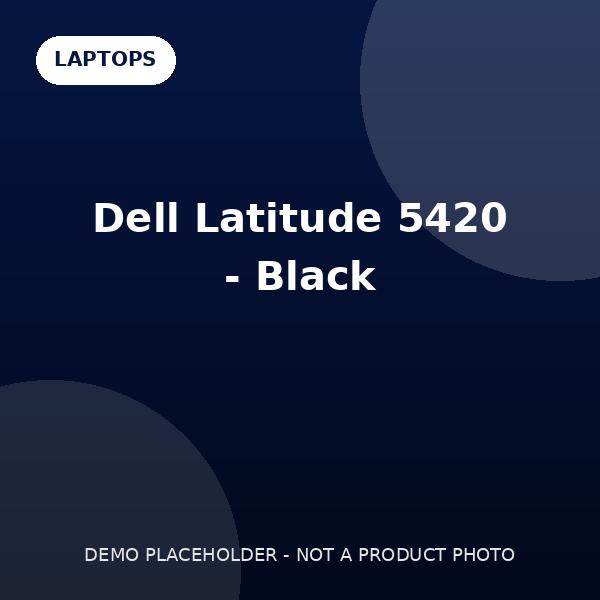 LAPTOPS
Dell Latitude 5420
- Black
DEMO PLACEHOLDER - NOT A PRODUCT PHOTO